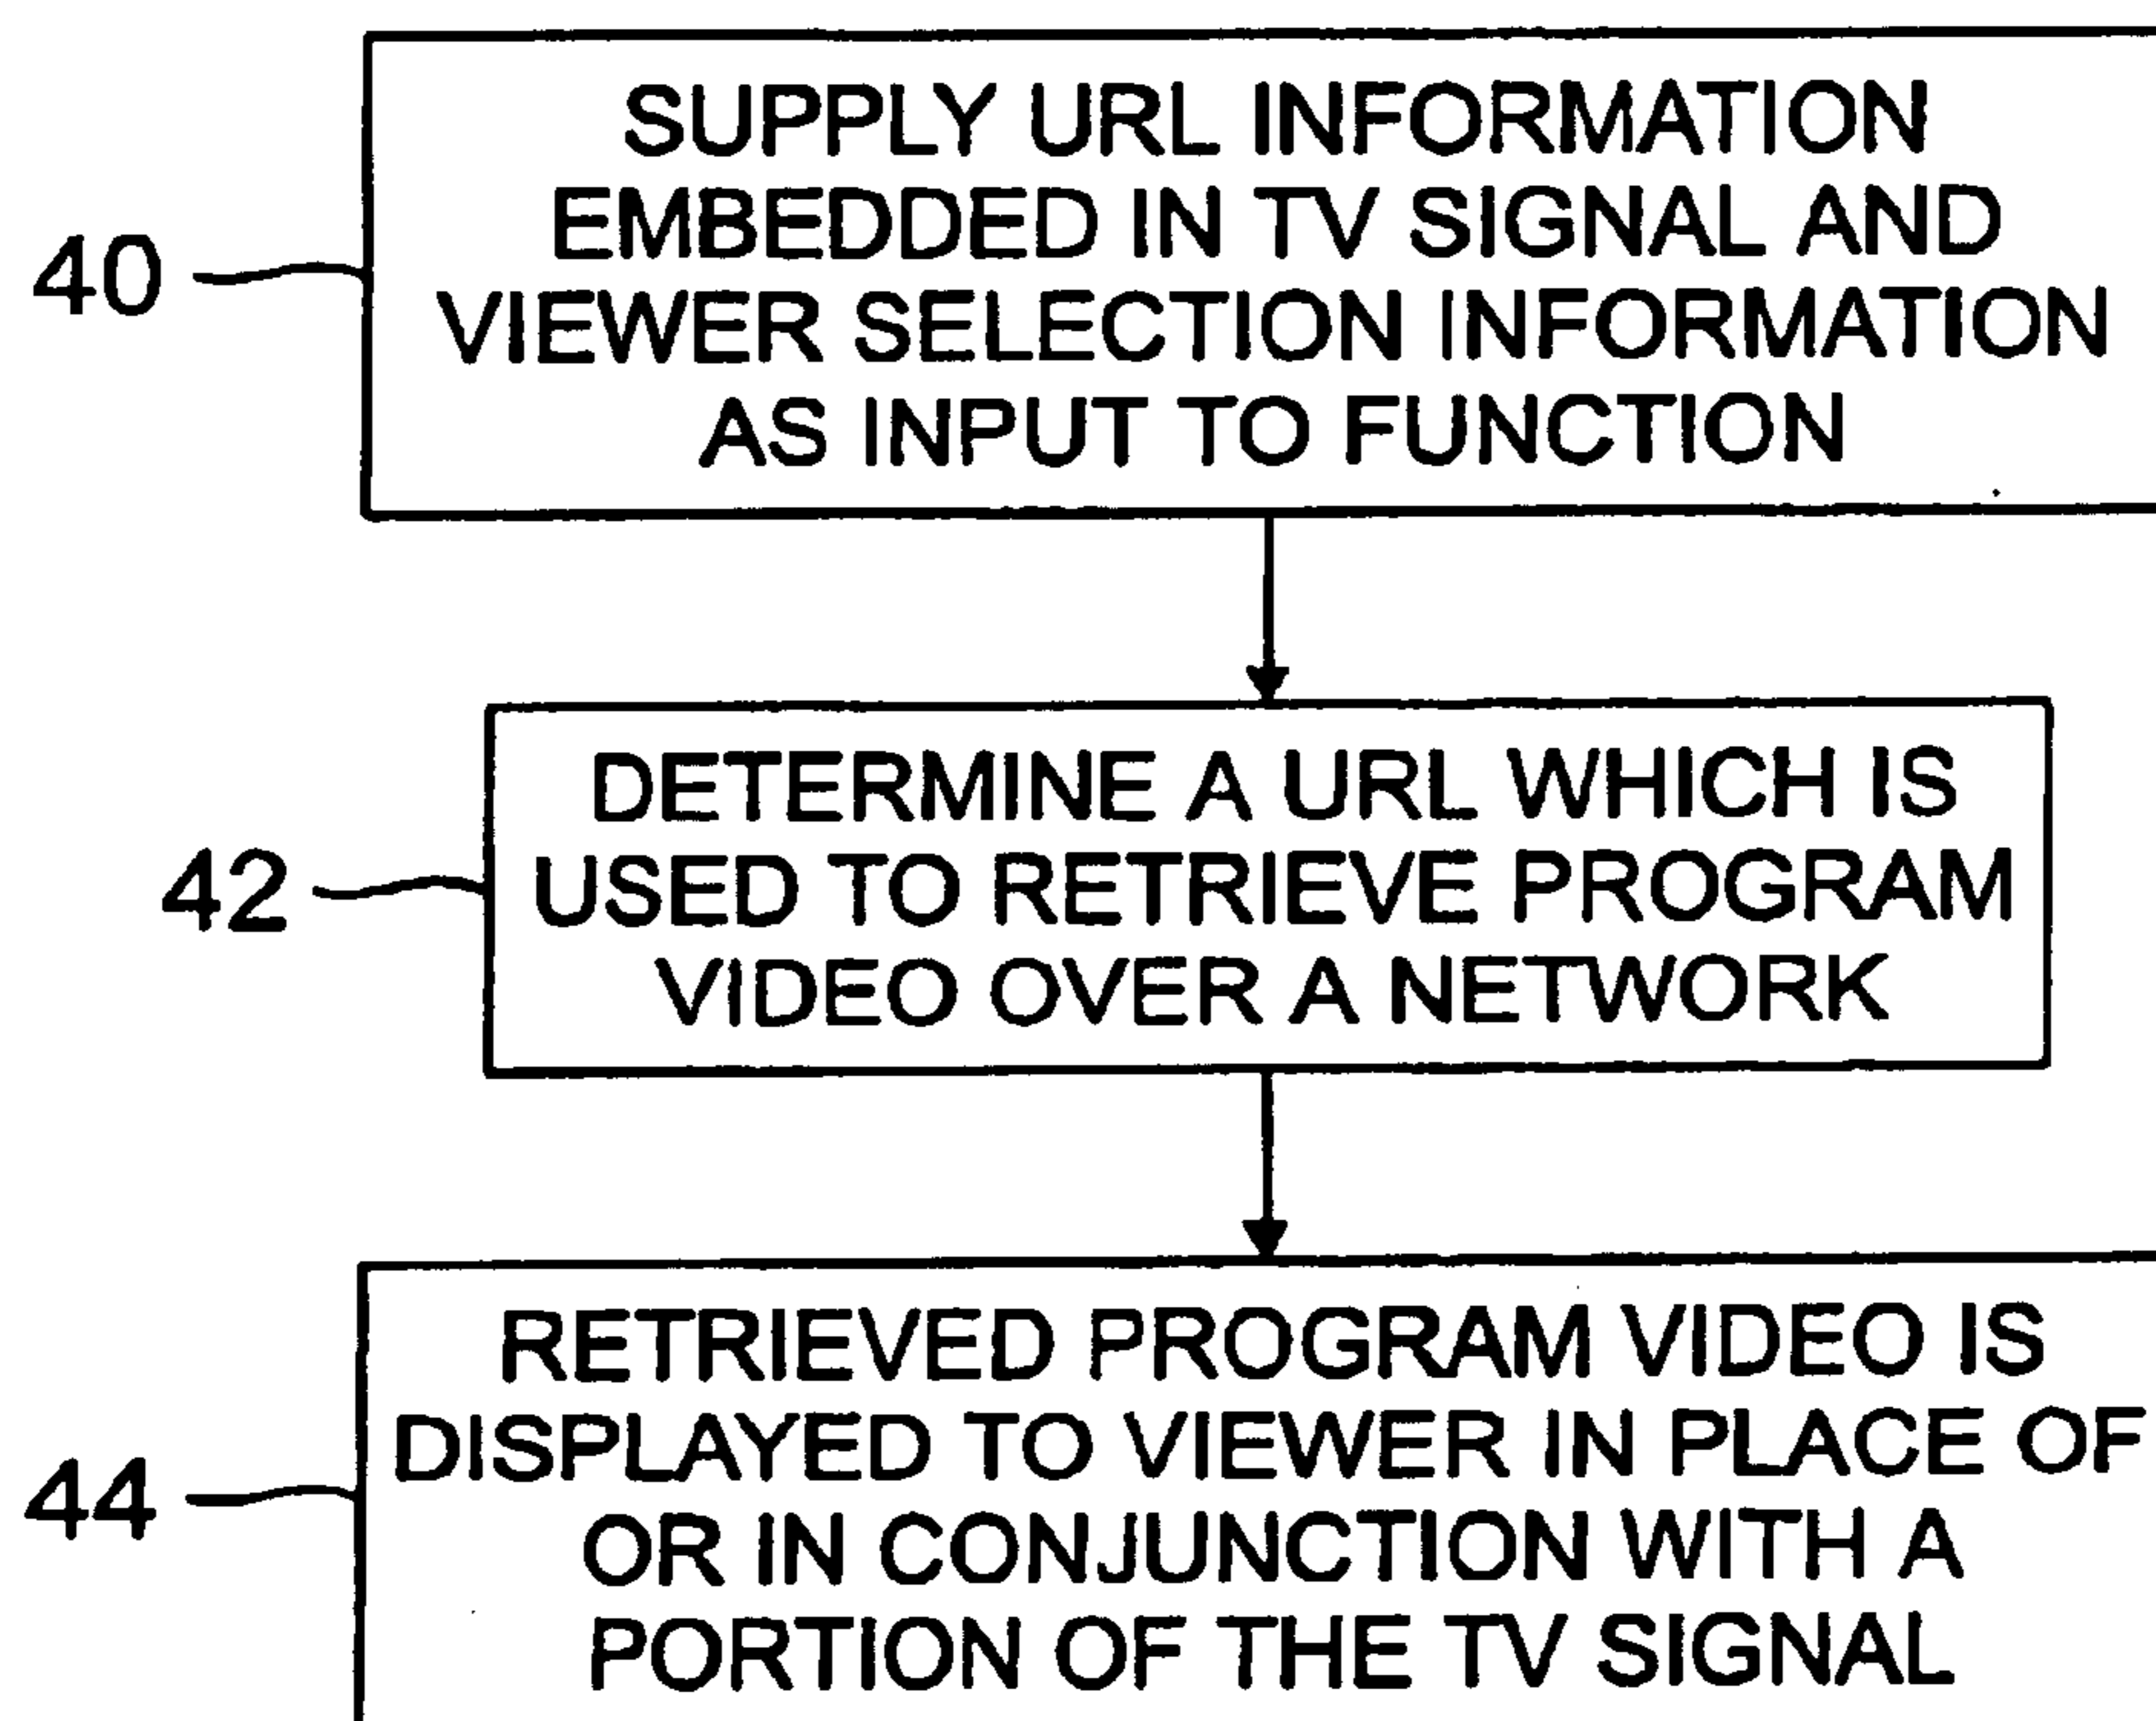 SUPPLY URL INFORMATION
EMBEDDED IN TV SIGNAL AND
VIEWER SELECTION INFORMATION
AS INPUT TO FUNCTION
40
DETERMINE A URL WHICH IS
USED TO RETRIEVE PROGRAM
VIDEO OVER A NETWORK
42
RETRIEVED PROGRAM VIDEO IS
DISPLAYED TO VIEWER IN PLACE OF
OR IN CONJUNCTION WITH A
PORTION OF THE TV SIGNAL
44